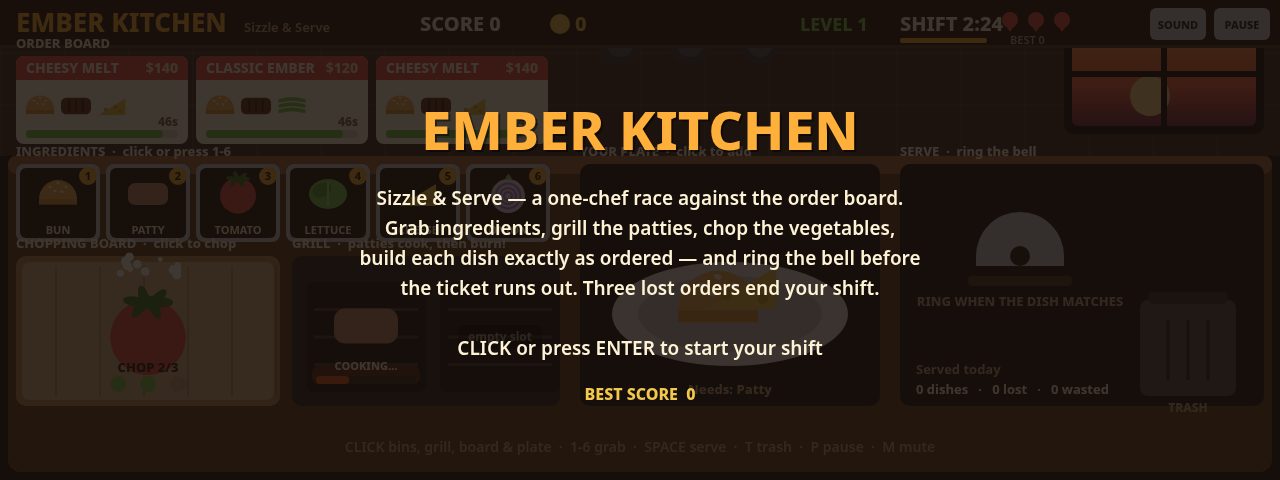 EMBER KITCHEN Sizzle & Serve SCORE 0 0 LEVEL 1 SHIFT 2:24 BEST 0 SOUND PAUSE
ORDER BOARD
CHEESY MELT $140 CLASSIC EMBER $120 CHEESY MELT $140
46s 46s 46s
EMBER KITCHEN
INGREDIENTS · click or press 1-6 YOUR PLATE · click to add SERVE · ring the bell
1 2 3 4 5 6
BUN PATTY TOMATO LETTUCE
Sizzle & Serve — a one-chef race against the order board.
Grab ingredients, grill the patties, chop the vegetables,
CHOPPING BOARD · click to chop GRILL · patties cook, then burn!
build each dish exactly as ordered — and ring the bell before
the ticket runs out. Three lost orders end your shift.
RING WHEN THE DISH MATCHES
empty slot
CLICK or press ENTER to start your shift
CHOP 2/3 COOKING...
Served today
Needs: Patty
0 dishes · 0 lost · 0 wasted
BEST SCORE 0
TRASH
CLICK bins, grill, board & plate · 1-6 grab · SPACE serve · T trash · P pause · M mute